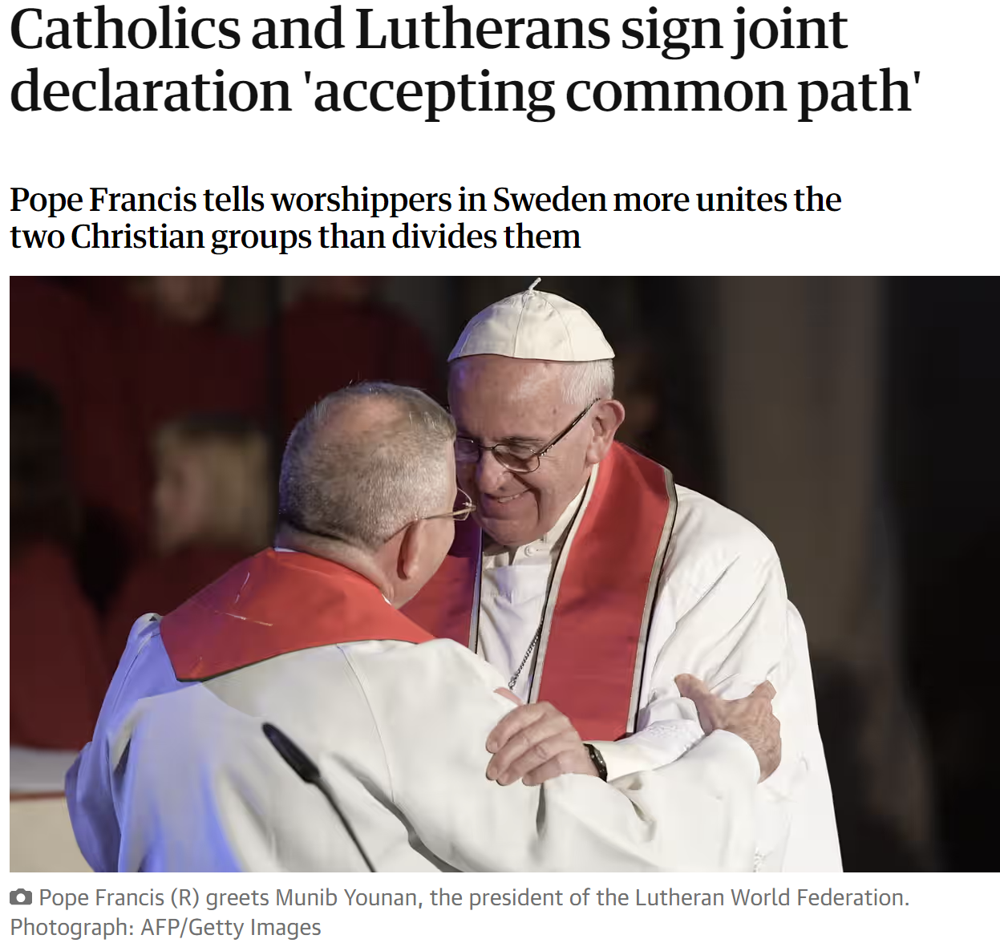 Catholics and Lutherans sign joint
declaration 'accepting common path'
Pope Francis tells worshippers in Sweden more unites the
two Christian groups than divides them
Pope Francis (R) greets Munib Younan, the president of the Lutheran World Federation.
Photograph: AFP/Getty Images